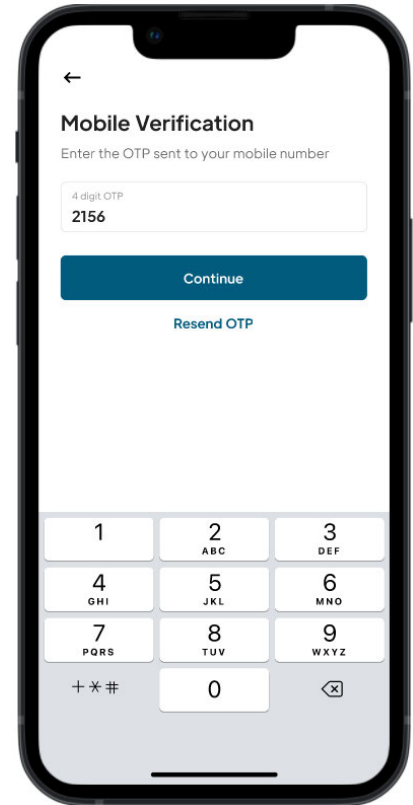 Mobile Verification
Enter the OTP sent to your mobile number
4 digit OTP
2156
Continue
Resend OTP
1 2 3
ABC DEF
4 5 6
GHI JKL MNO
7 8 9
PQRS TUV WXYZ
+*# 0